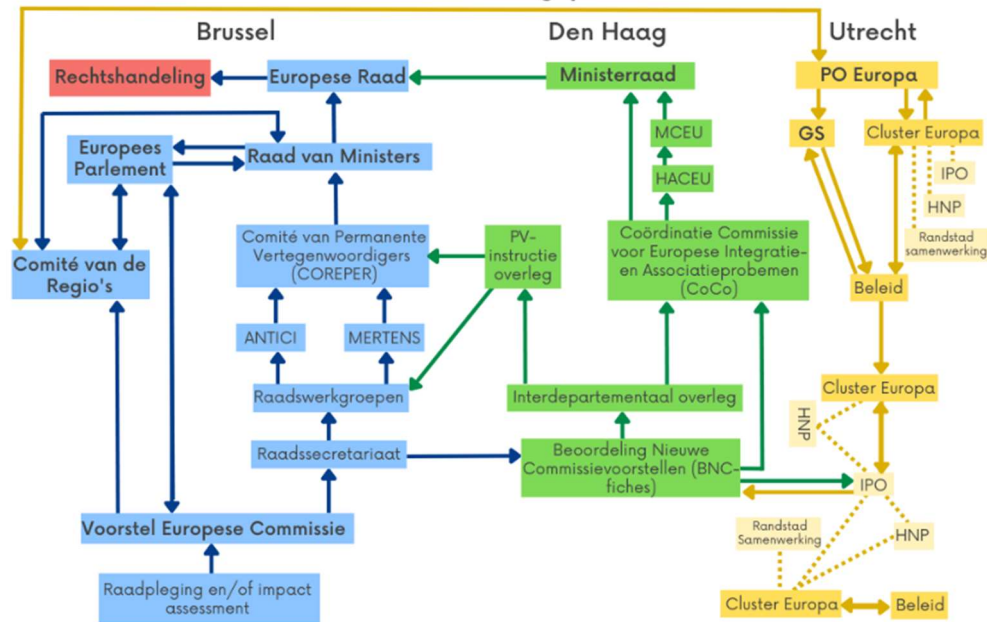 Brussel
Den Haag
Utrecht
Rechtshandeling
Europese Raad
Ministerraad
PO Europa
MCEU
GS
Cluster Europa
Europees
Parlement
Raad van Ministers
HACEU
IPO
HNP
Randstad
samenwerking
Comité van Permanente
Vertegenwoordigers
(COREPER)
PV-
instructie
overleg
Coördinatie Commissie
voor Europese Integratie-
en Associatieprobemen
(CoCo)
Comité van de
Regio's
Beleid
ANTICI
MERTENS
Cluster Europa
Raadswerkgroepen
Interdepartementaal overleg
HNP
Raadssecretariaat
Beoordeling Nieuwe
Commissievoorstellen (BNC-
fiches)
IPO
Voorstel Europese Commissie
Randstad
Samenwerking
HNP
Raadpleging en/of impact
assessment
Cluster Europa
Beleid